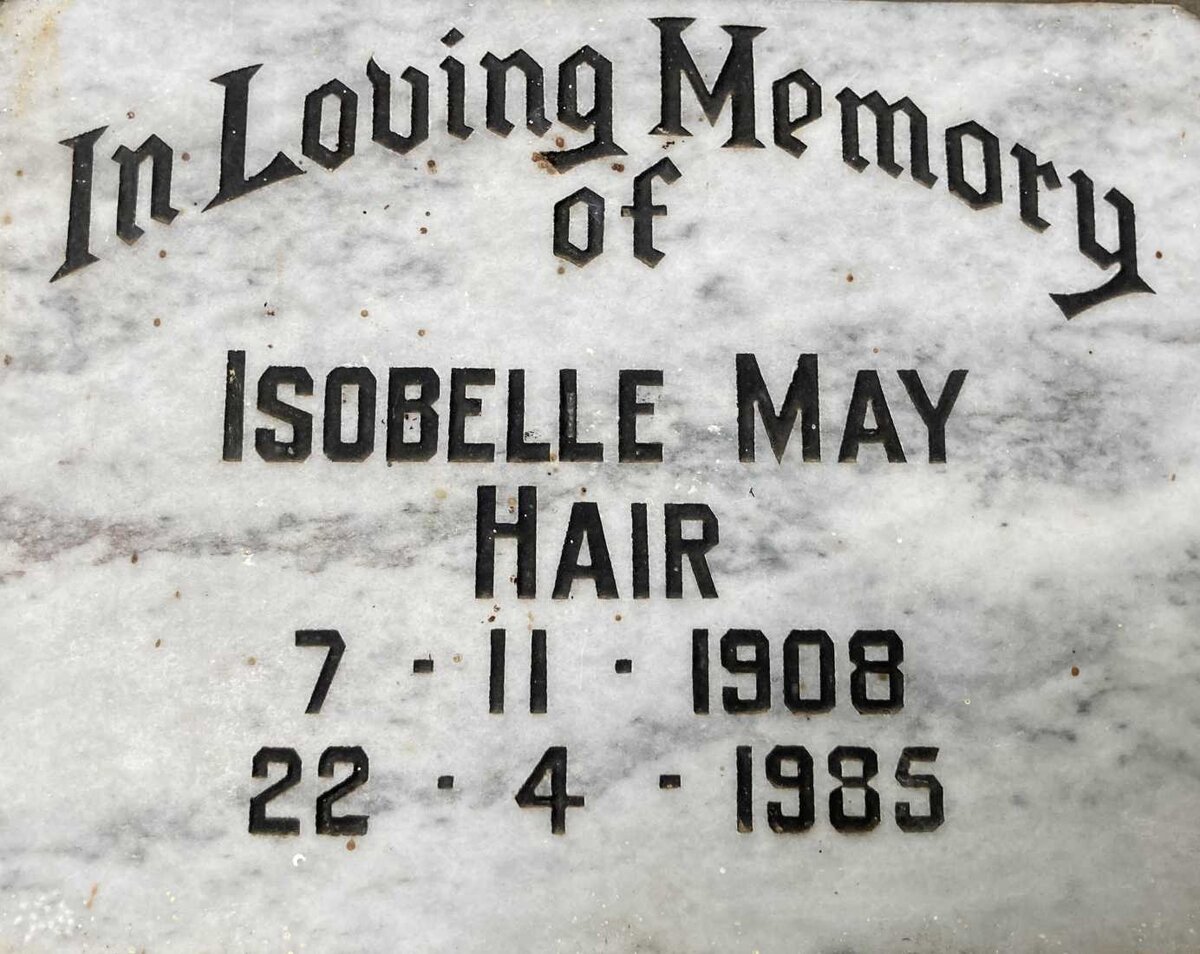 In Loving Memory
of
ISOBELLE MAY
HAIR
7 - 11 - 1908
22 - 4 - 1985